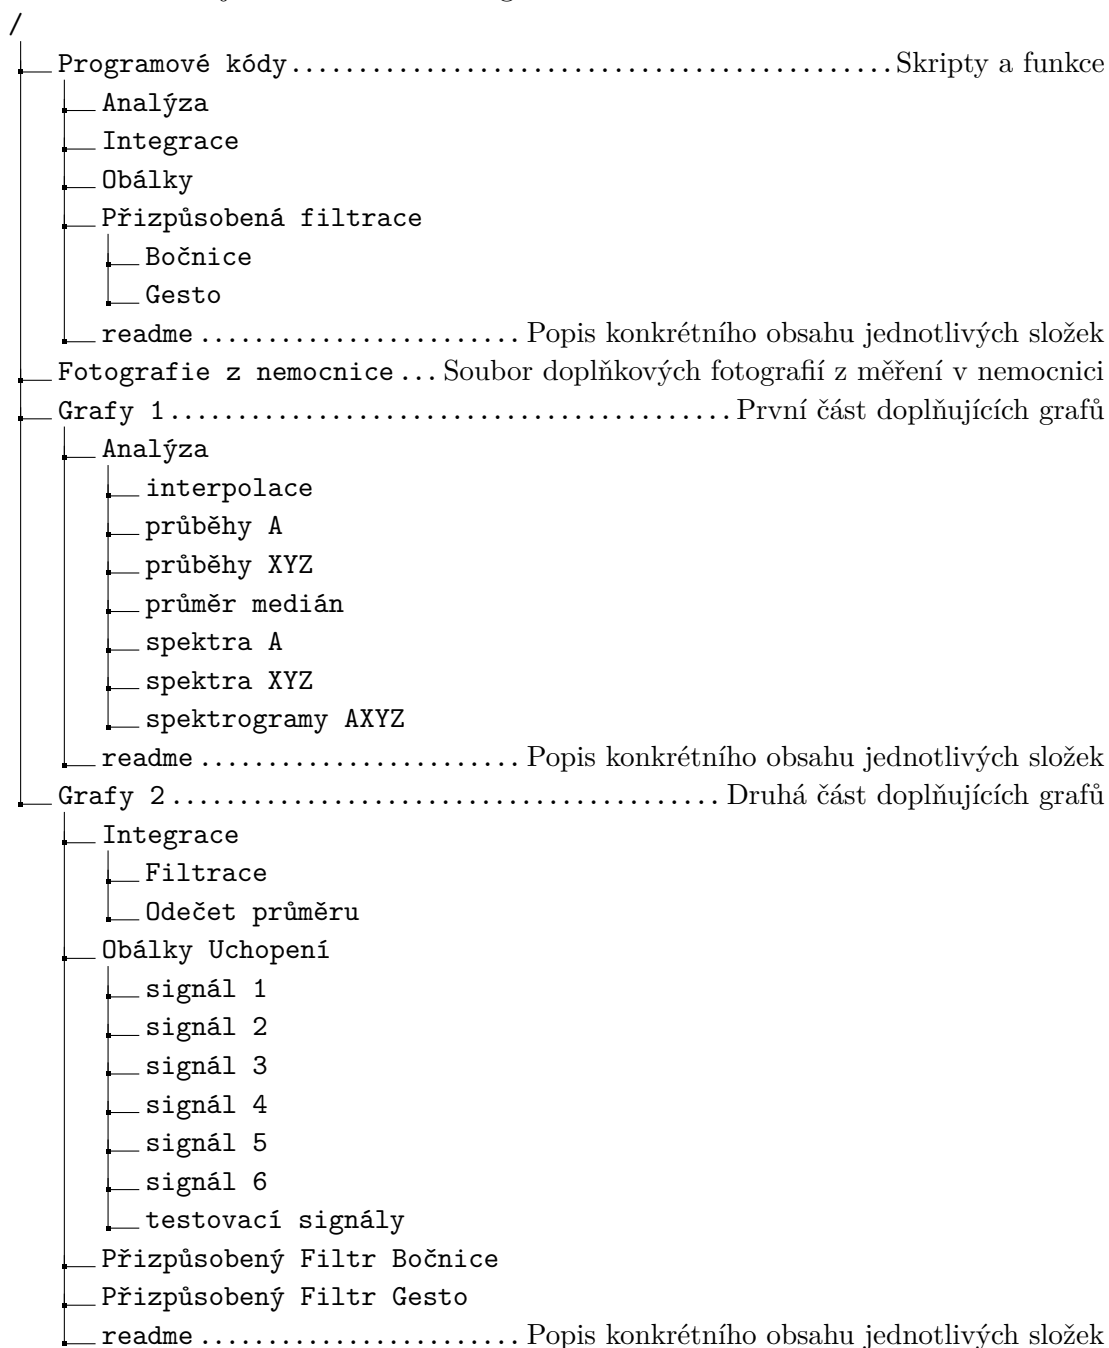 /
Programové kódy.............................................Skripty a funkce
Analýza
Integrace
Obálky
Přizpůsobená filtrace
Bočnice
Gesto
readme........................Popis konkrétního obsahu jednotlivých složek
Fotografie z nemocnice...Soubor doplňkových fotografií z měření v nemocnici
Grafy 1..........................................První část doplňujících grafů
Analýza
interpolace
průběhy A
průběhy XYZ
průměr medián
spektra A
spektra XYZ
spektrogramy AXYZ
readme........................Popis konkrétního obsahu jednotlivých složek
Grafy 2.........................................Druhá část doplňujících grafů
Integrace
Filtrace
Odečet průměru
Obálky Uchopení
signál 1
signál 2
signál 3
signál 4
signál 5
signál 6
testovací signály
Přizpůsobený Filtr Bočnice
Přizpůsobený Filtr Gesto
readme........................Popis konkrétního obsahu jednotlivých složek